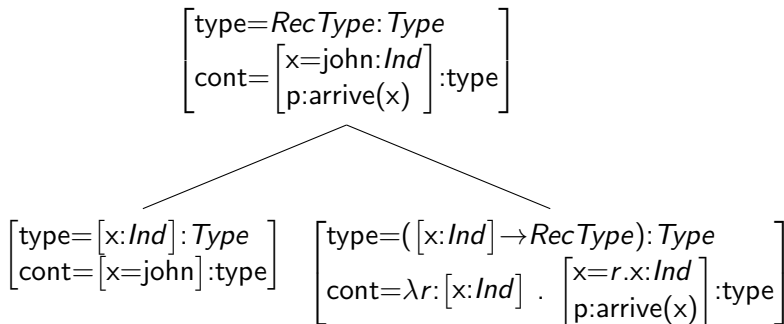 type=RecType:Type
cont=[x=john:Ind
p:arrive(x)]:type
type=[x:Ind]:Type
cont=[x=john]:type
type=([x:Ind]→RecType):Type
cont=λr:[x:Ind] . [x=r.x:Ind
p:arrive(x)]:type